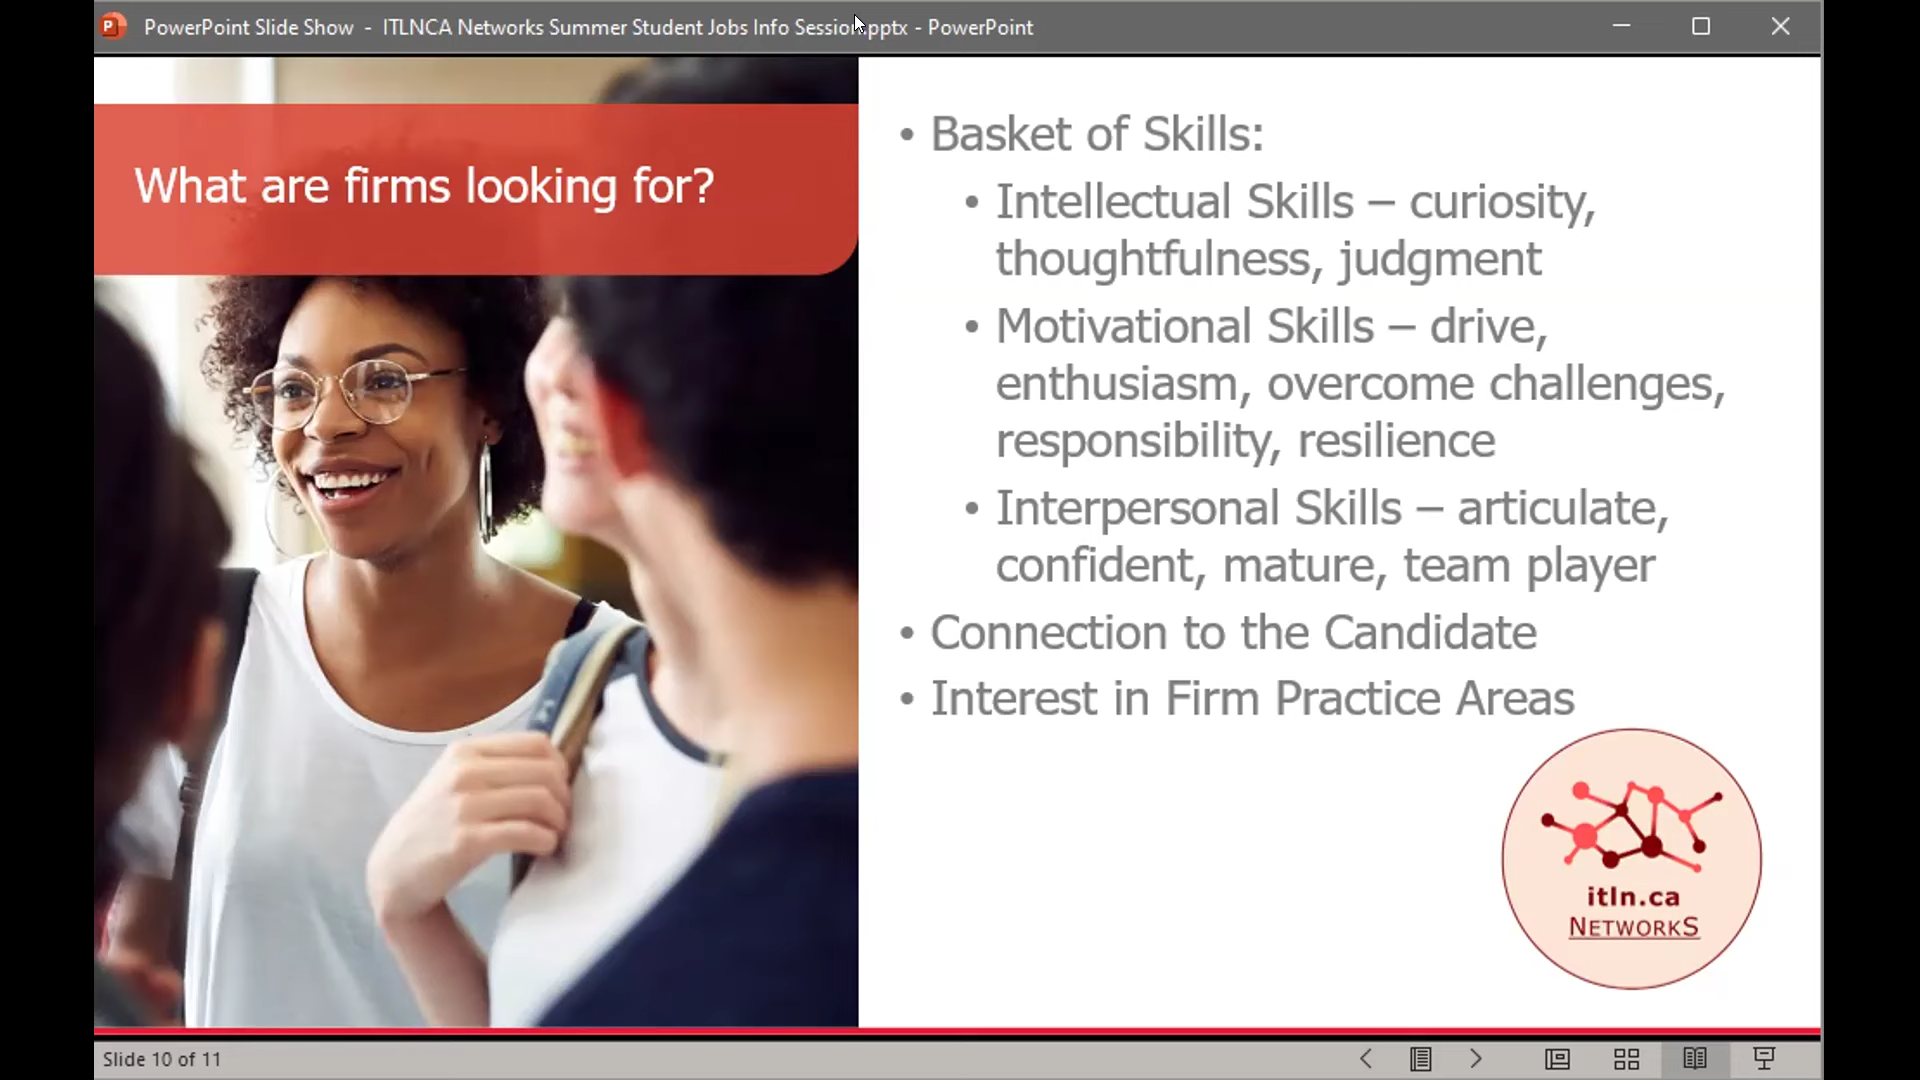 PowerPoint Slide Show - ITLNCA Networks Summer Student Jobs Info Session.pptx - PowerPoint
What are firms looking for?
• Basket of Skills:
• Intellectual Skills – curiosity,
thoughtfulness, judgment
• Motivational Skills – drive,
enthusiasm, overcome challenges,
responsibility, resilience
• Interpersonal Skills – articulate,
confident, mature, team player
• Connection to the Candidate
• Interest in Firm Practice Areas
itln.ca
NETWORKS
Slide 10 of 11